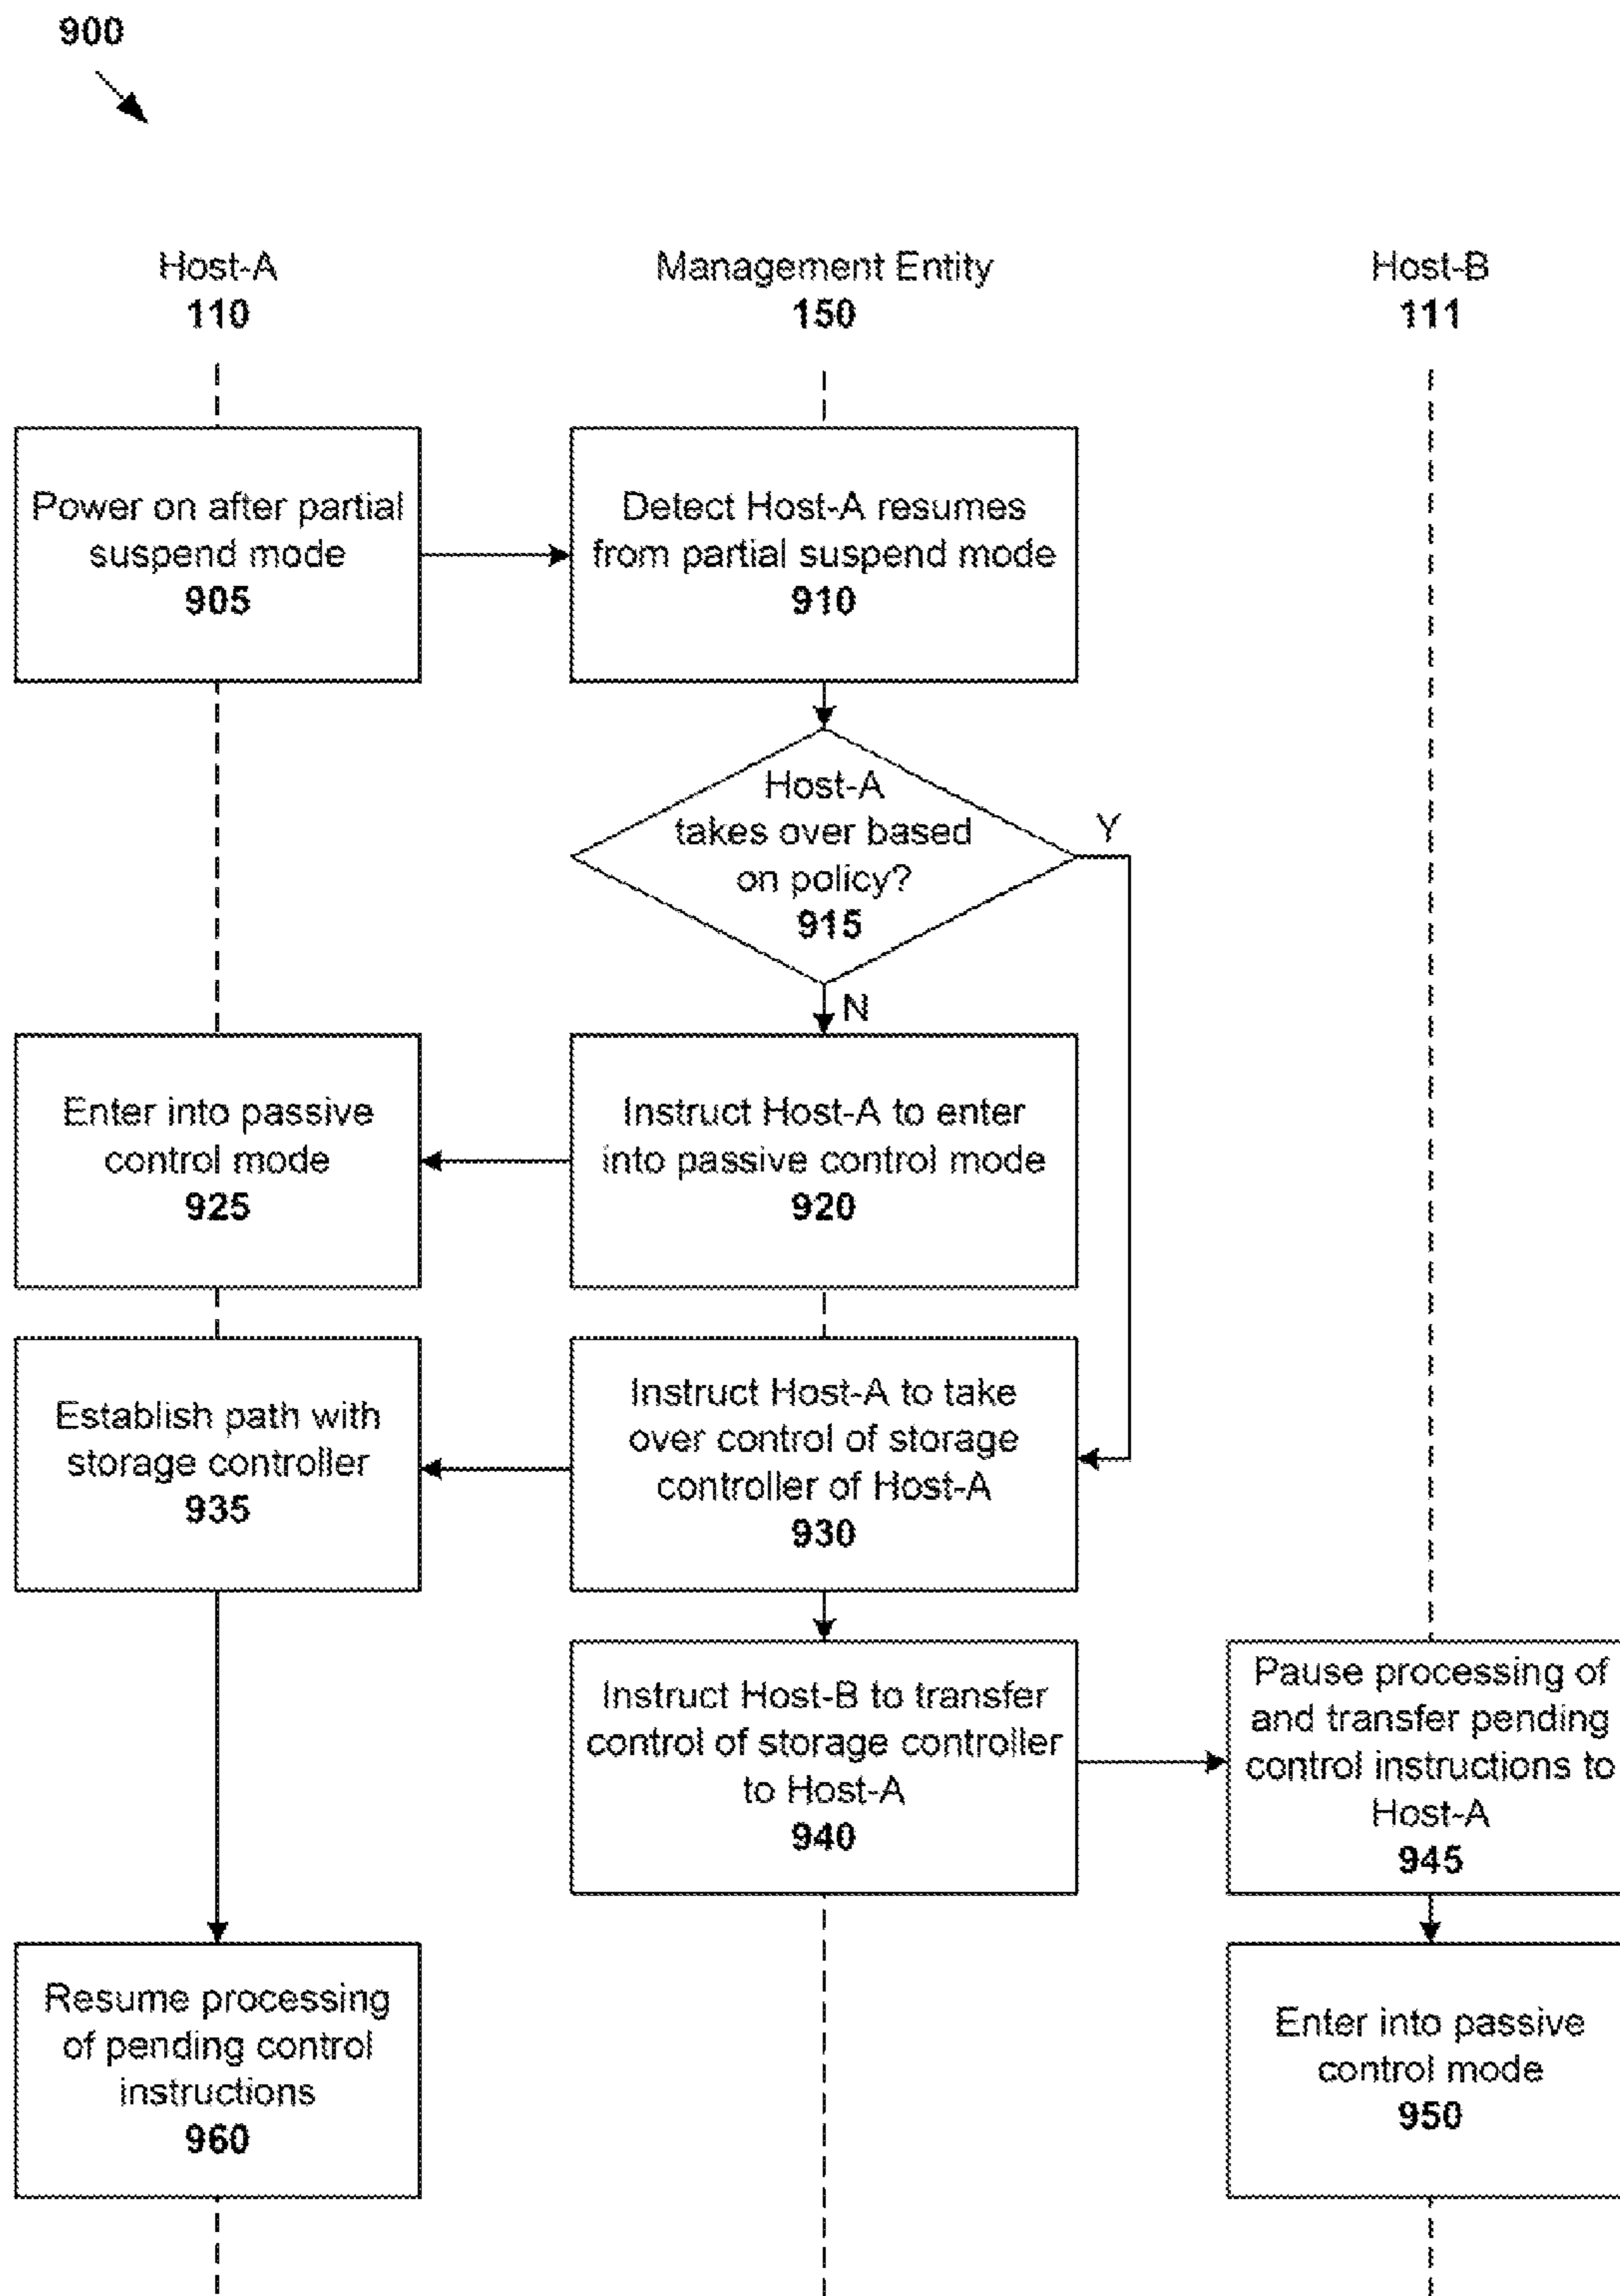 900
Host-A
110
Management Entity
150
Host-B
111
Power on after partial
suspend mode
905
Detect Host-A resumes
from partial suspend mode
910
Host-A
takes over based
on policy?
915
Y
N
Enter into passive
control mode
925
Instruct Host-A to enter
into passive control mode
920
Establish path with
storage controller
935
Instruct Host-A to take
over control of storage
controller of Host-A
930
Instruct Host-B to transfer
control of storage controller
to Host-A
940
Pause processing of
and transfer pending
control instructions to
Host-A
945
Resume processing
of pending control
instructions
960
Enter into passive
control mode
950